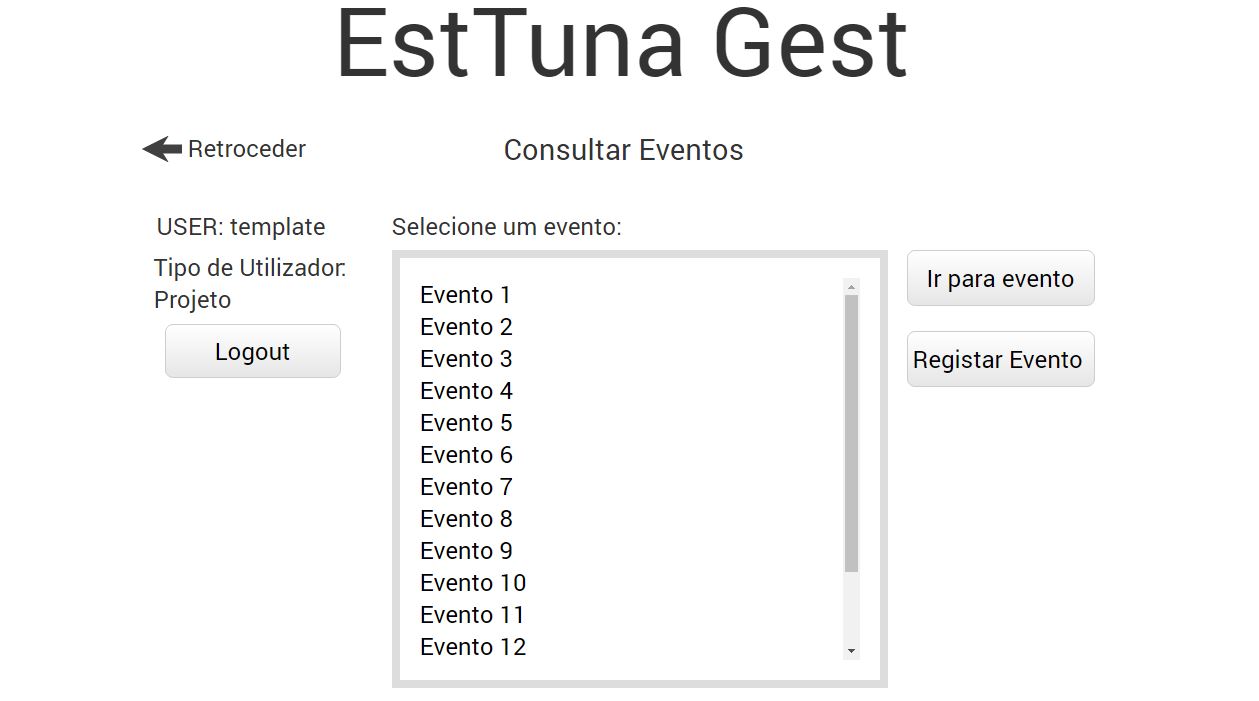 EstTuna Gest
Retroceder
Consultar Eventos
USER: template
Tipo de Utilizador:
Projeto
Logout
Selecione um evento:
Evento 1
Evento 2
Evento 3
Evento 4
Evento 5
Evento 6
Evento 7
Evento 8
Evento 9
Evento 10
Evento 11
Evento 12
Ir para evento
Registar Evento